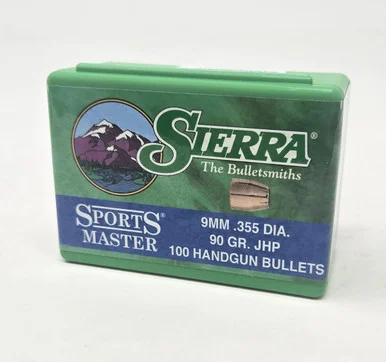 SIERRA®
The Bulletsmiths
SPORTS®
MASTER
9MM .355 DIA.
90 GR. JHP
100 HANDGUN BULLETS